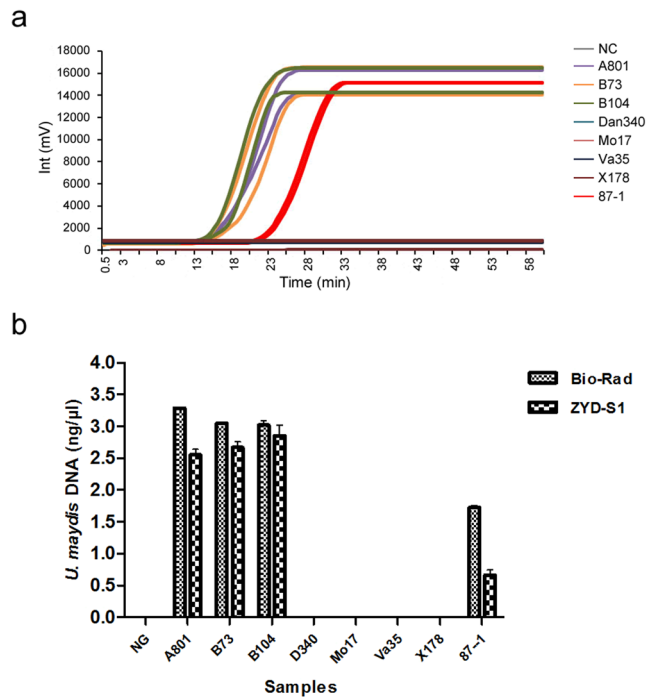 a
18000
16000
14000
12000
10000
8000
6000
4000
2000
0
Int (mV)
0.5 3 8 13 18 23 28 33 38 43 48 53 58
Time (min)
NC
A801
B73
B104
Dan340
Mo17
Va35
X178
87-1
b
4.0
3.5
3.0
2.5
2.0
1.5
1.0
0.5
0.0
U. maydis DNA (ng/µl)
NG A801 B73 B104 D340 Mo17 Va35 X178 87--1
Samples
Bio-Rad
ZYD-S1